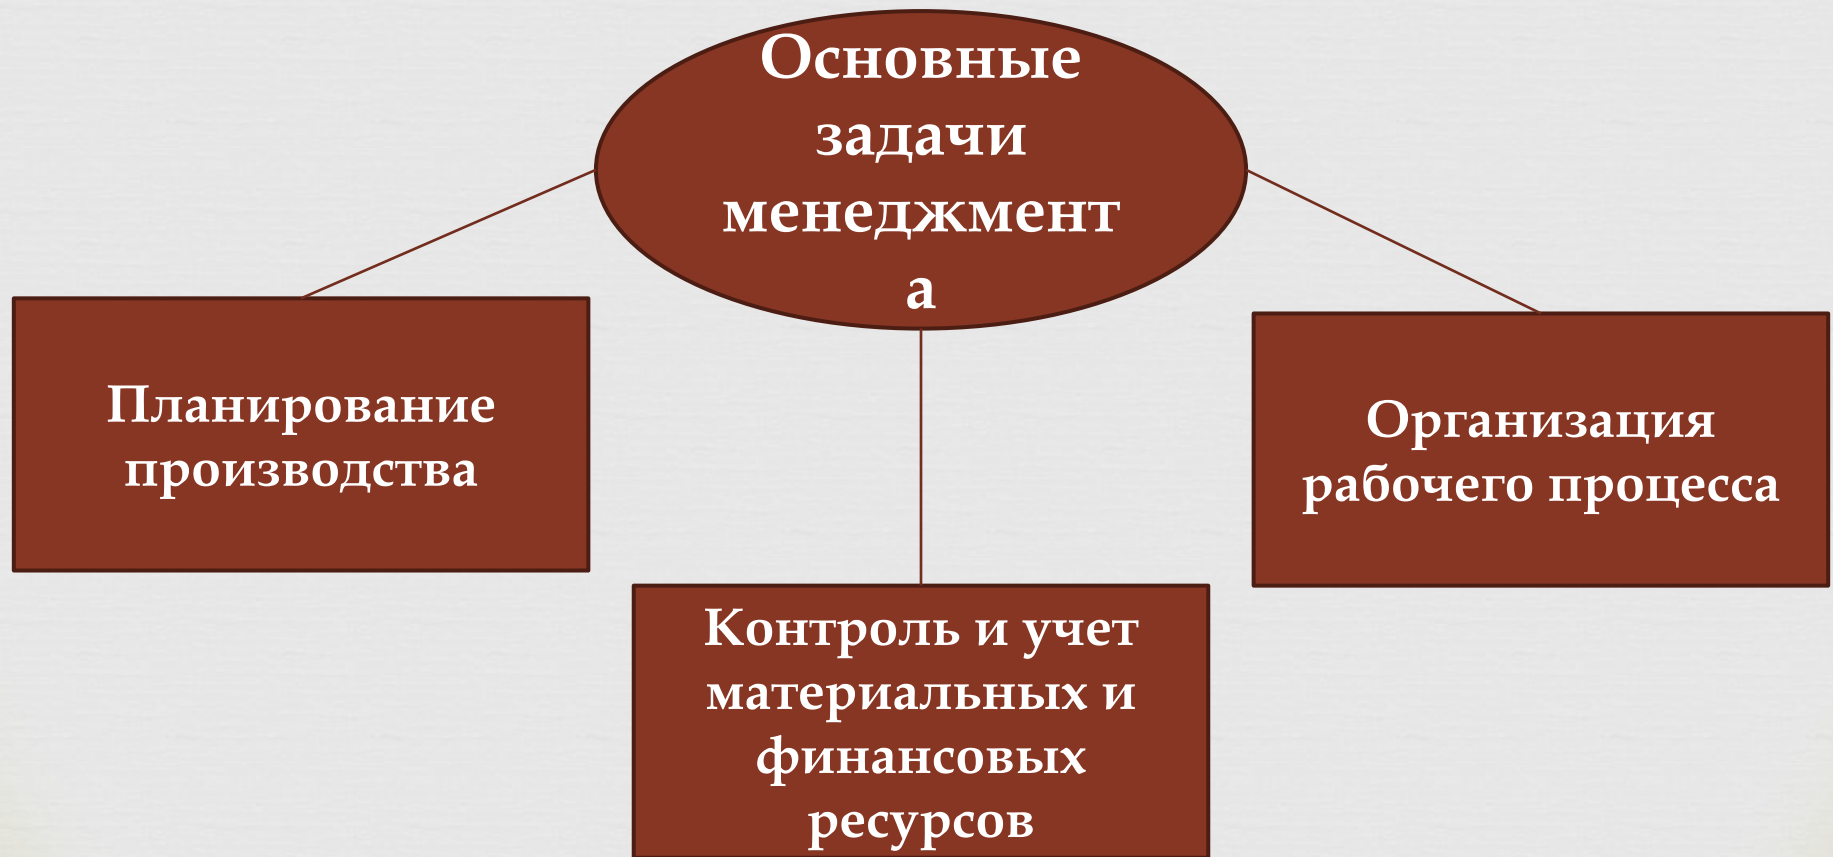 Основные
задачи
менеджмент
а
Планирование
производства
Организация
рабочего процесса
Контроль и учет
материальных и
финансовых
ресурсов